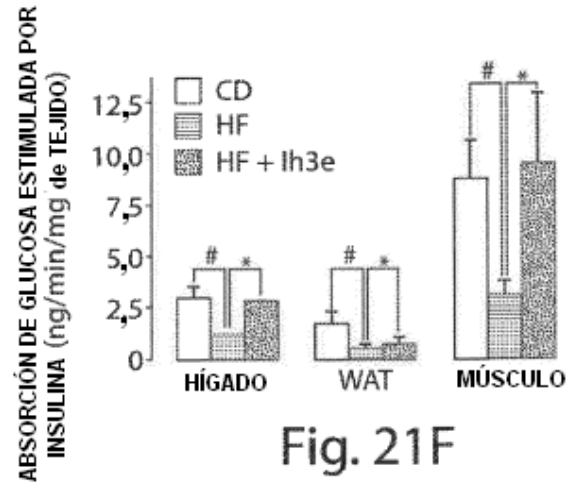 ABSORCIÓN DE GLUCOSA ESTIMULADA POR
INSULINA (ng/min/mg de TEJIDO)
12,5
10,0
7,5
5,0
2,5
0
CD
HF
HF + Ih3e
# *
# *
# *
HÍGADO
WAT
MÚSCULO
Fig. 21F